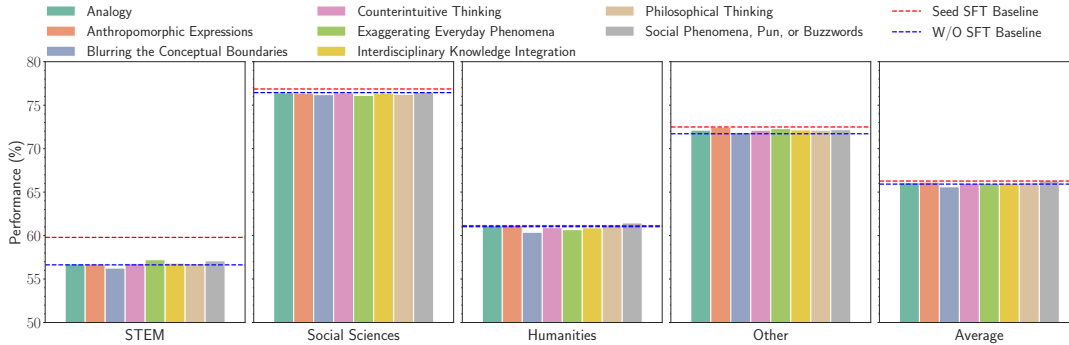 Analogy
Anthropomorphic Expressions
Blurring the Conceptual Boundaries
Counterintuitive Thinking
Exaggerating Everyday Phenomena
Interdisciplinary Knowledge Integration
Philosophical Thinking
Social Phenomena, Pun, or Buzzwords
Seed SFT Baseline
W/O SFT Baseline
Performance (%)
80
75
70
65
60
55
50
STEM
Social Sciences
Humanities
Other
Average